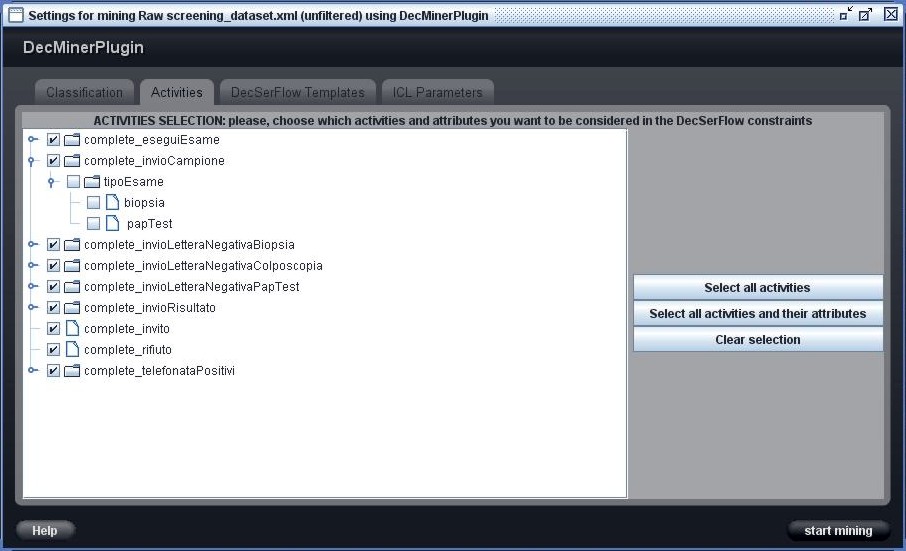 Settings for mining Raw screening_dataset.xml (unfiltered) using DecMinerPlugin
DecMinerPlugin
Classification
Activities
DecSerFlow Templates
ICL Parameters
ACTIVITIES SELECTION: please, choose which activities and attributes you want to be considered in the DecSerFlow constraints
complete_eseguiEsame
complete_invioCampione
tipoEsame
biopsia
papTest
complete_invioLetteraNegativaBiopsia
complete_invioLetteraNegativaColposcopia
complete_invioLetteraNegativaPapTest
complete_invioRisultato
complete_invito
complete_rifiuto
complete_telefonataPositivi
Select all activities
Select all activities and their attributes
Clear selection
Help
start mining